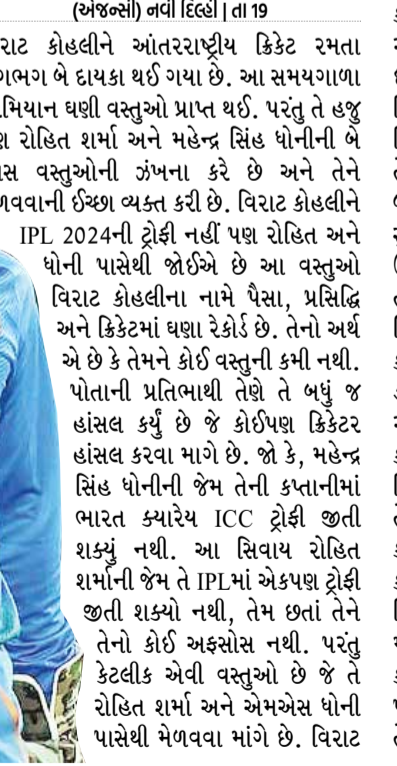 (એજન્સી) નવી દિલ્હી | તા 19
રાટ કોહલીને આંતરરાષ્ટ્રીય ક્રિકેટ રમતા
ગભગ બે દાયકા થઈ ગયા છે. આ સમયગાળા
મિયાન ઘણી વસ્તુઓ પ્રાપ્ત થઈ. પરંતુ તે હજુ
રોહિત શર્મા અને મહેન્દ્ર સિંહ ધોનીની બે
સ વસ્તુઓની ઝંખના કરે છે અને તેને
ળવવાની ઈચ્છા વ્યક્ત કરી છે. વિરાટ કોહલીને
IPL 2024ની ટ્રોફી નહીં પણ રોહિત અને
ધોની પાસેથી જોઈએ છે આ વસ્તુઓ
વિરાટ કોહલીના નામે પૈસા, પ્રસિદ્ધિ
અને ક્રિકેટમાં ઘણા રેકોર્ડ છે. તેનો અર્થ
એ છે કે તેમને કોઈ વસ્તુની કમી નથી.
પોતાની પ્રતિભાથી તેણે તે બધું જ
હાંસલ કર્યું છે જે કોઈપણ ક્રિકેટર
હાંસલ કરવા માગે છે. જો કે, મહેન્દ્ર
સિંહ ધોનીની જેમ તેની કપ્તાનીમાં
ભારત ક્યારેય ICC ટ્રોફી જીતી
શક્યું નથી. આ સિવાય રોહિત
શર્માની જેમ તે IPLમાં એકપણ ટ્રોફી
જીતી શક્યો નથી, તેમ છતાં તેને
તેનો કોઈ અફસોસ નથી. પરંતુ
કેટલીક એવી વસ્તુઓ છે જે તે
રોહિત શર્મા અને એમએસ ધોની
પાસેથી મેળવવા માંગે છે. વિરાટ